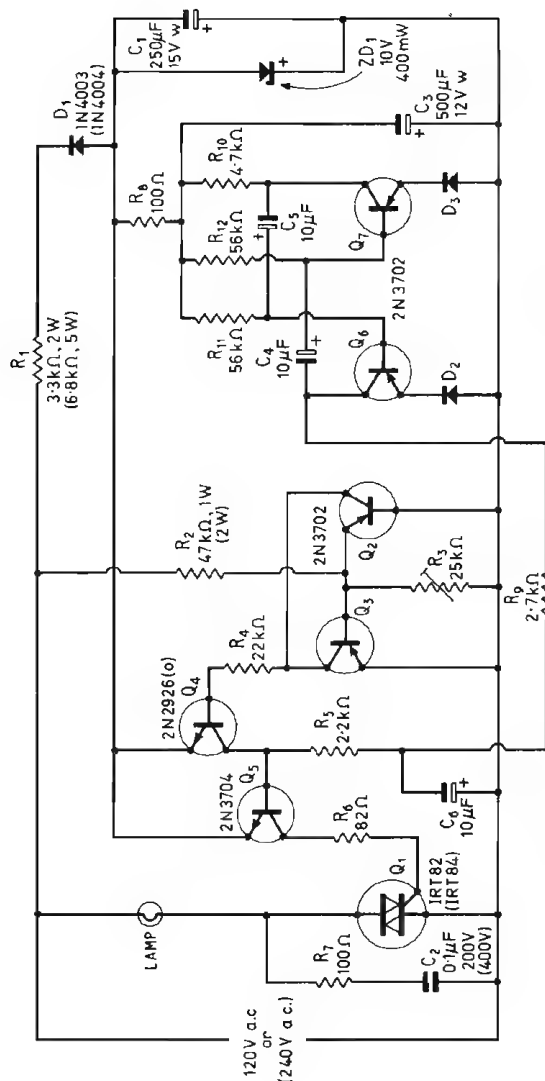 R1
3·3kΩ, 2W
(6·8kΩ, 5W)
D1
1N4003
(1N4004)
C1
250µF
15V w
R8
100Ω
LAMP
2N2926(o)
Q4
R2
47kΩ, 1W
(2W)
R11
56kΩ
R12
56kΩ
R10
4·7kΩ
ZD1
10V
400mW
2N3704
Q5
R4
22kΩ
2N3702
C4
10µF
C5
10µF
C3
500µF
12V w
120V a.c
or
(240V a.c.)
R7
100Ω
R6
82Ω
R5
2·2kΩ
Q3
Q2
Q6
Q7
2N3702
Q1
IRT82
(IRT84)
C2
0·1µF
200V
(400V)
C6
10µF
R3
25kΩ
D2
D3
R9
2·7kΩ